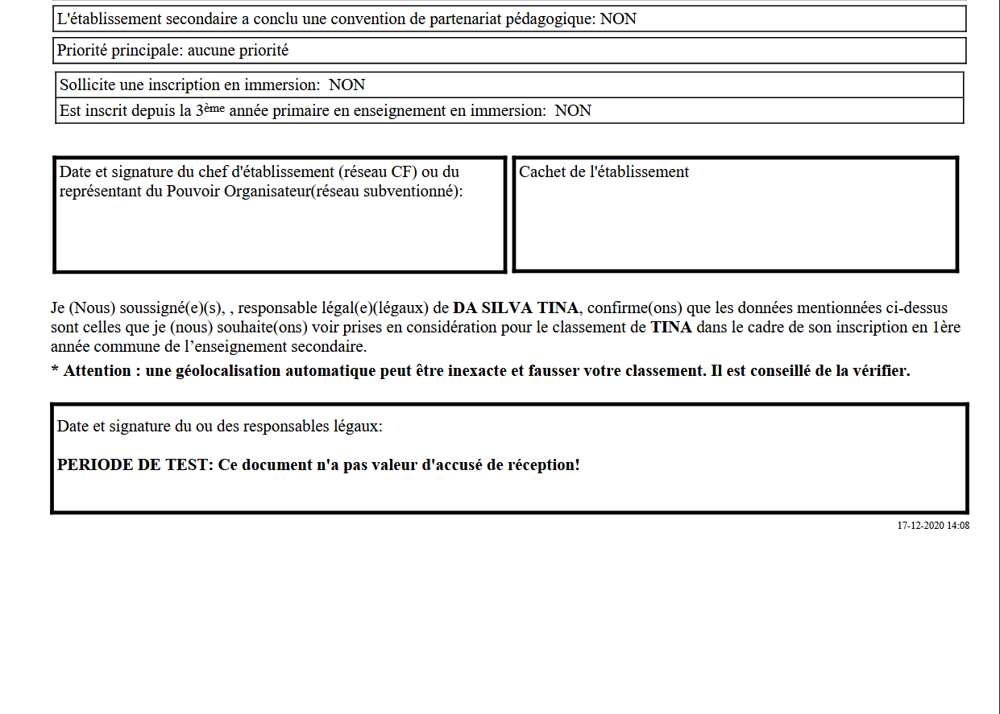 L'établissement secondaire a conclu une convention de partenariat pédagogique: NON
Priorité principale: aucune priorité
Sollicite une inscription en immersion:  NON
Est inscrit depuis la 3ème année primaire en enseignement en immersion:  NON
Date et signature du chef d'établissement (réseau CF) ou du
représentant du Pouvoir Organisateur(réseau subventionné):
Cachet de l'établissement
Je (Nous) soussigné(e)(s), , responsable légal(e)(légaux) de DA SILVA TINA, confirme(ons) que les données mentionnées ci-dessus
sont celles que je (nous) souhaite(ons) voir prises en considération pour le classement de TINA dans le cadre de son inscription en 1ère
année commune de l’enseignement secondaire.
* Attention : une géolocalisation automatique peut être inexacte et fausser votre classement. Il est conseillé de la vérifier.
Date et signature du ou des responsables légaux:
PERIODE DE TEST: Ce document n'a pas valeur d'accusé de réception!
17-12-2020 14:08